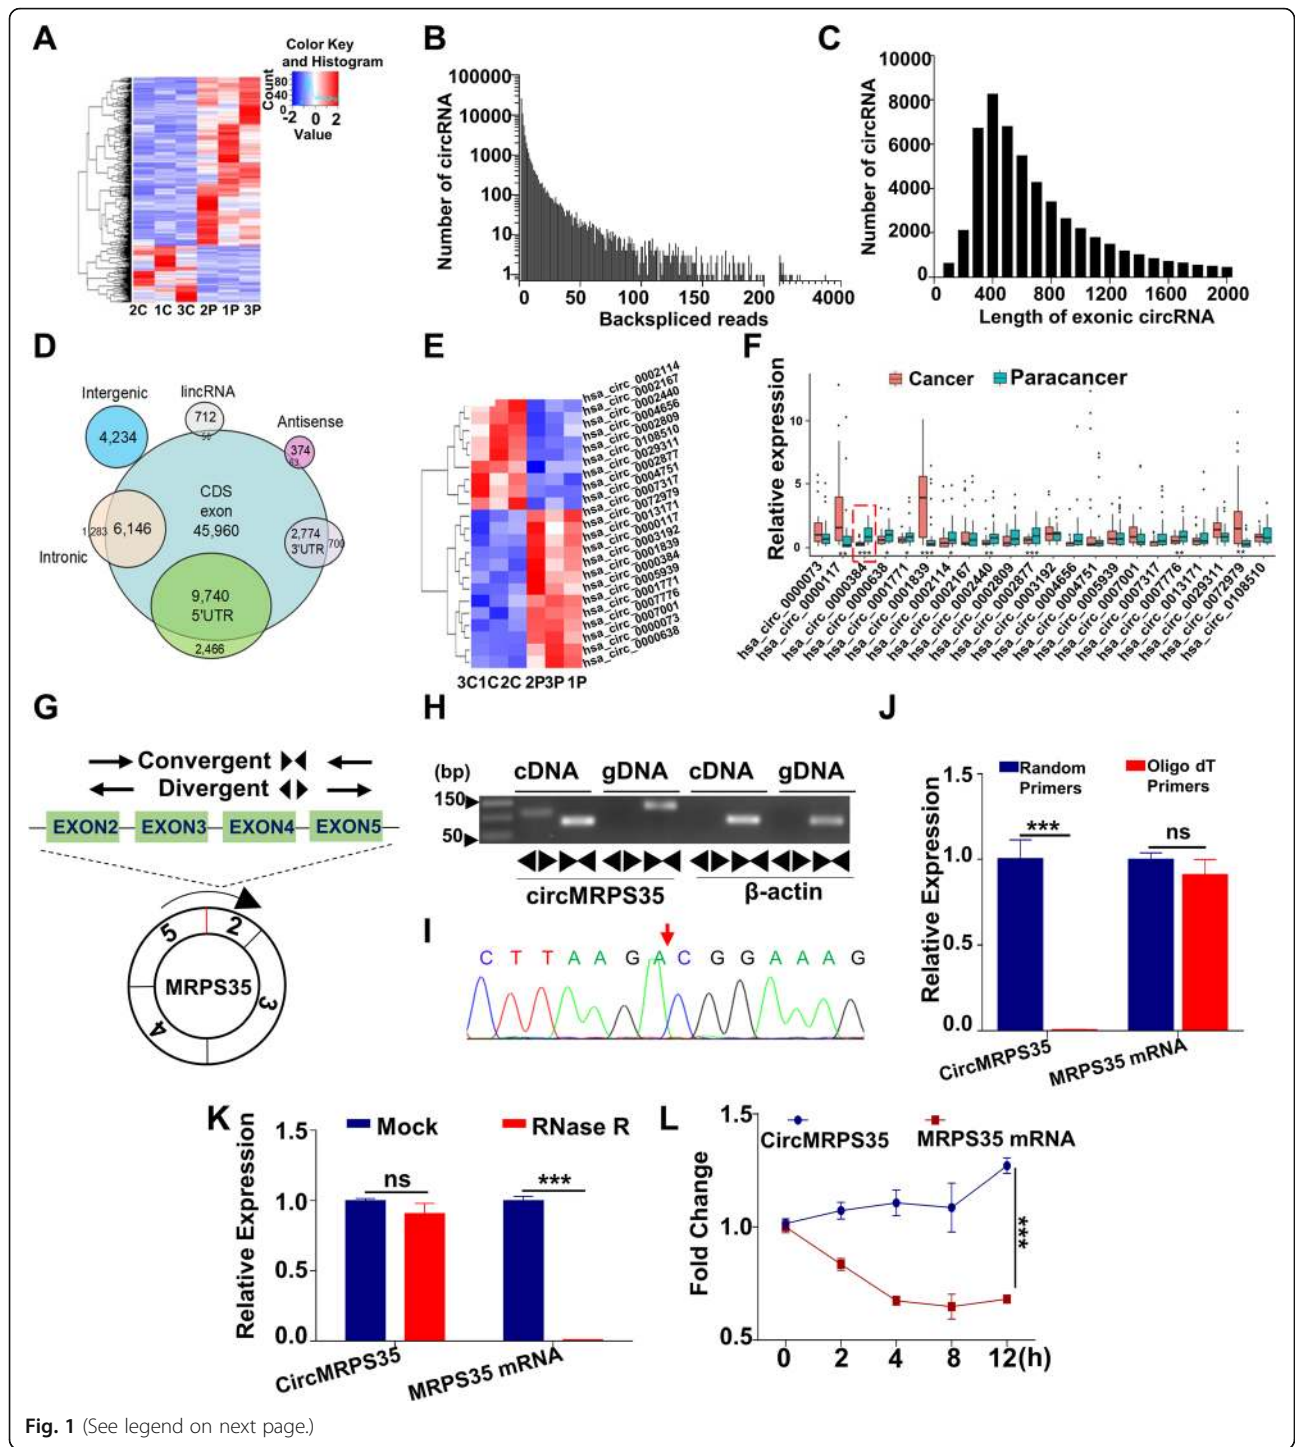 A
Color Key
and Histogram
Count
80
40
0
-2 0 2
Value
2C 1C 3C 2P 1P 3P
B
Number of circRNA
100000
10000
1000
100
10
1
0 50 100 150 200 4000
Backspliced reads
C
Number of circRNA
10000
8000
6000
4000
2000
0
0 400 800 1200 1600 2000
Length of exonic circRNA
D
Intergenic
4,234
lincRNA
712
Antisense
374
CDS
exon
45,960
Intronic
1,283
6,146
2,774
3'UTR
700
9,740
5'UTR
2,466
E
hsa_circ_0002114
hsa_circ_0002167
hsa_circ_0002440
hsa_circ_0004656
hsa_circ_0002809
hsa_circ_0108510
hsa_circ_0029311
hsa_circ_0002877
hsa_circ_0004751
hsa_circ_0007317
hsa_circ_0072979
hsa_circ_0013171
hsa_circ_0000117
hsa_circ_0003192
hsa_circ_0001839
hsa_circ_0000384
hsa_circ_0005939
hsa_circ_0001771
hsa_circ_0007776
hsa_circ_0007001
hsa_circ_0000073
hsa_circ_0000638
3C1C2C 2P3P 1P
F
Relative expression
Cancer Paracancer
10
5
0
** *** * * *** * ** *** ** **
hsa_circ_0000073
hsa_circ_0000117
hsa_circ_0000384
hsa_circ_0000638
hsa_circ_0001771
hsa_circ_0001839
hsa_circ_0002114
hsa_circ_0002167
hsa_circ_0002440
hsa_circ_0002809
hsa_circ_0002877
hsa_circ_0003192
hsa_circ_0004656
hsa_circ_0004751
hsa_circ_0005939
hsa_circ_0007001
hsa_circ_0007317
hsa_circ_0007776
hsa_circ_0013171
hsa_circ_0029311
hsa_circ_0072979
hsa_circ_0108510
G
Convergent
Divergent
EXON2 EXON3 EXON4 EXON5
5 2
3
4
MRPS35
H
(bp) cDNA gDNA cDNA gDNA
150
50
circMRPS35 β-actin
I
C T T A A G A C G G A A A G
J
Relative Expression
Random
Primers
Oligo dT
Primers
1.5
1.0
0.5
0.0
*** ns
CircMRPS35 MRPS35 mRNA
K
Relative Expression
Mock RNase R
1.5
1.0
0.5
0.0
ns ***
CircMRPS35 MRPS35 mRNA
L
Fold Change
CircMRPS35 MRPS35 mRNA
1.5
1.0
0.5
***
0 2 4 8 12(h)
Fig. 1 (See legend on next page.)